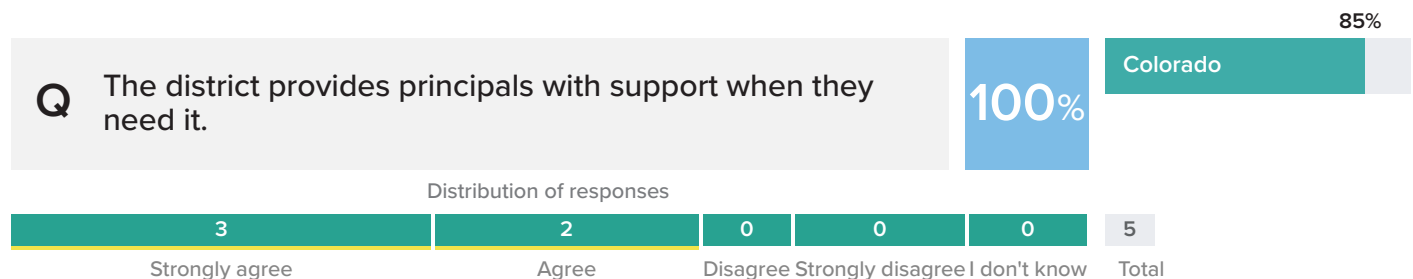 85%
Q
The district provides principals with support when they
need it.
100%
Colorado
Distribution of responses
3 2 0 0 0 5
Strongly agree Agree Disagree Strongly disagree I don't know Total